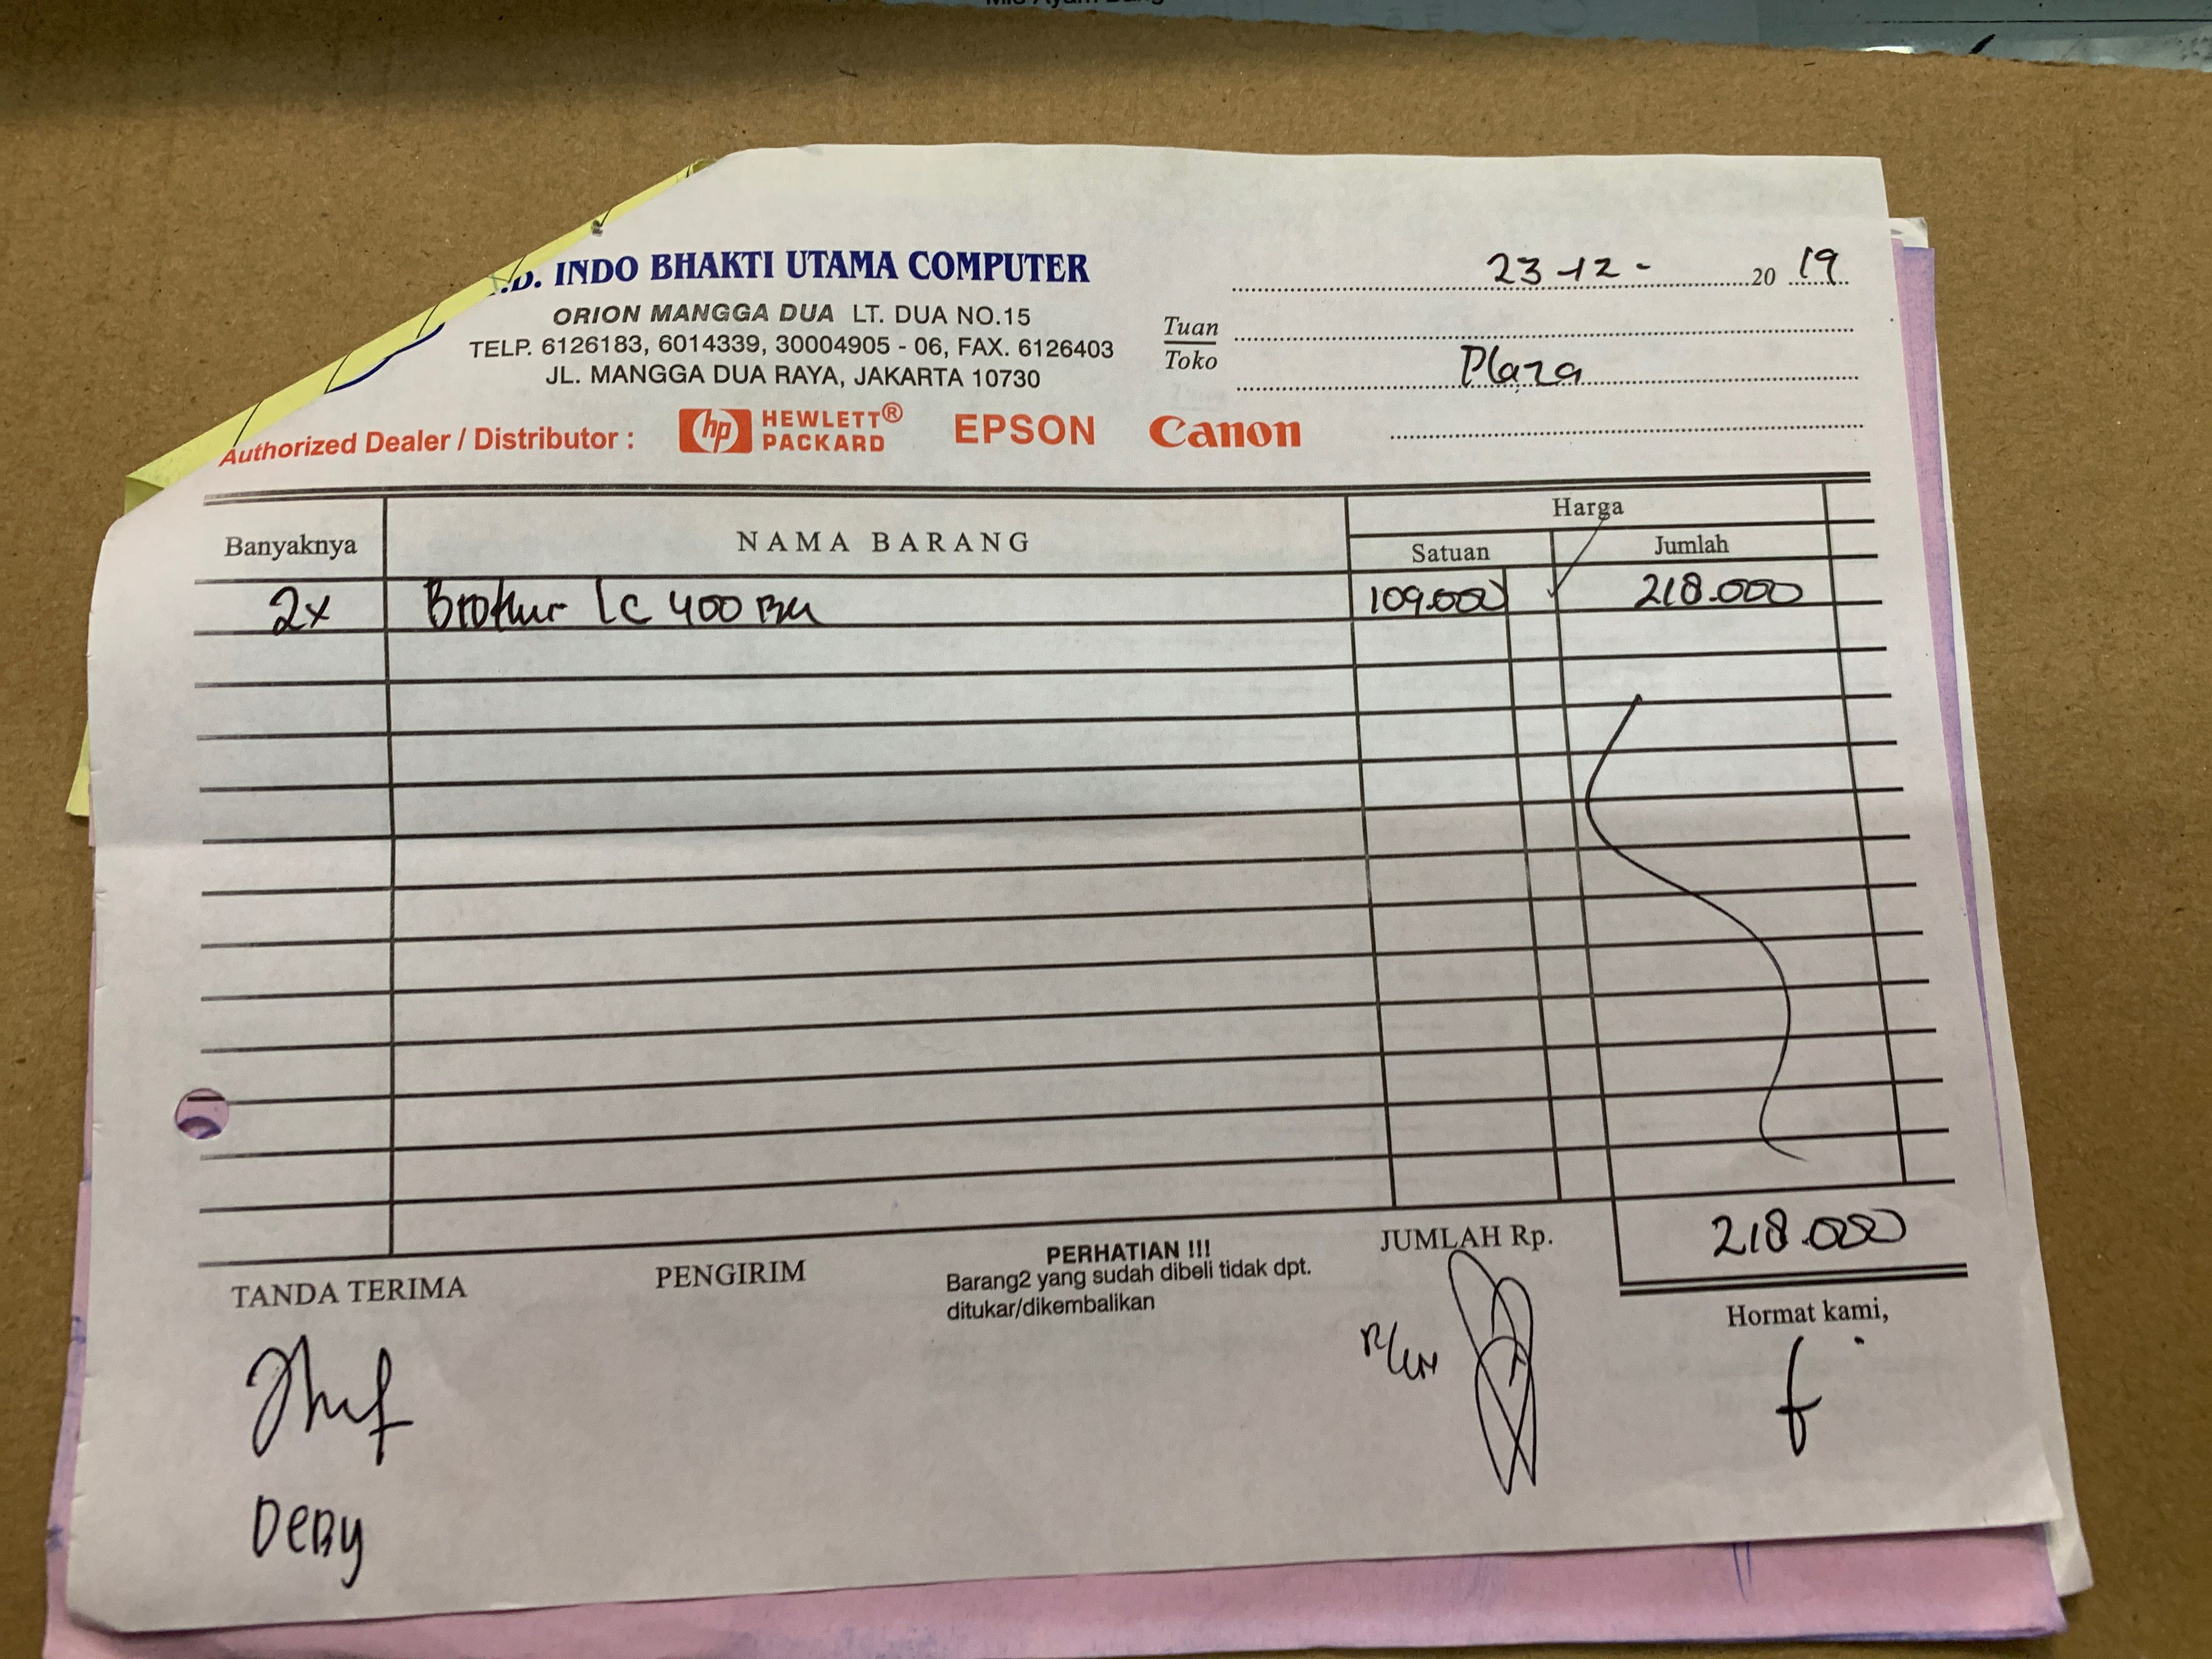 .D. INDO BHAKTI UTAMA COMPUTER
ORION MANGGA DUA LT. DUA NO.15
TELP. 6126183, 6014339, 30004905 - 06, FAX. 6126403
JL. MANGGA DUA RAYA, JAKARTA 10730
Authorized Dealer / Distributor : hp HEWLETT® PACKARD EPSON Canon
23-12- 20 19
Tuan
Toko
Plaza
Banyaknya NAMA BARANG Harga
Satuan Jumlah
2x Brother LC 400 109.000 218.000
JUMLAH Rp. 218.000
TANDA TERIMA PENGIRIM
PERHATIAN !!!
Barang2 yang sudah dibeli tidak dpt.
ditukar/dikembalikan
Hormat kami,
DEBY